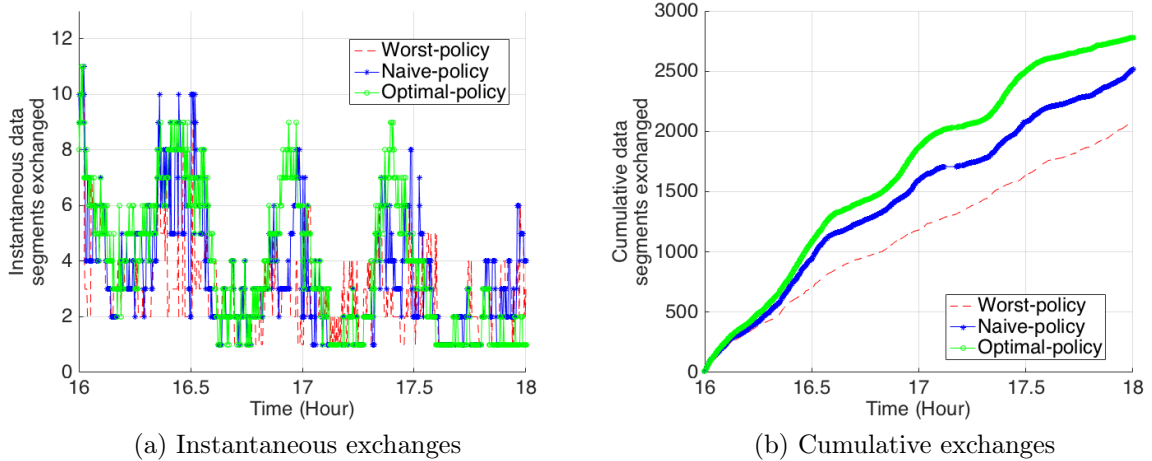 12
10
8
6
4
2
0
Instantaneous data
segments exchanged
Worst-policy
Naive-policy
Optimal-policy
16
16.5
17
17.5
18
Time (Hour)
(a) Instantaneous exchanges
3000
2500
2000
1500
1000
500
0
Cumulative data
segments exchanged
Worst-policy
Naive-policy
Optimal-policy
16
16.5
17
17.5
18
Time (Hour)
(b) Cumulative exchanges